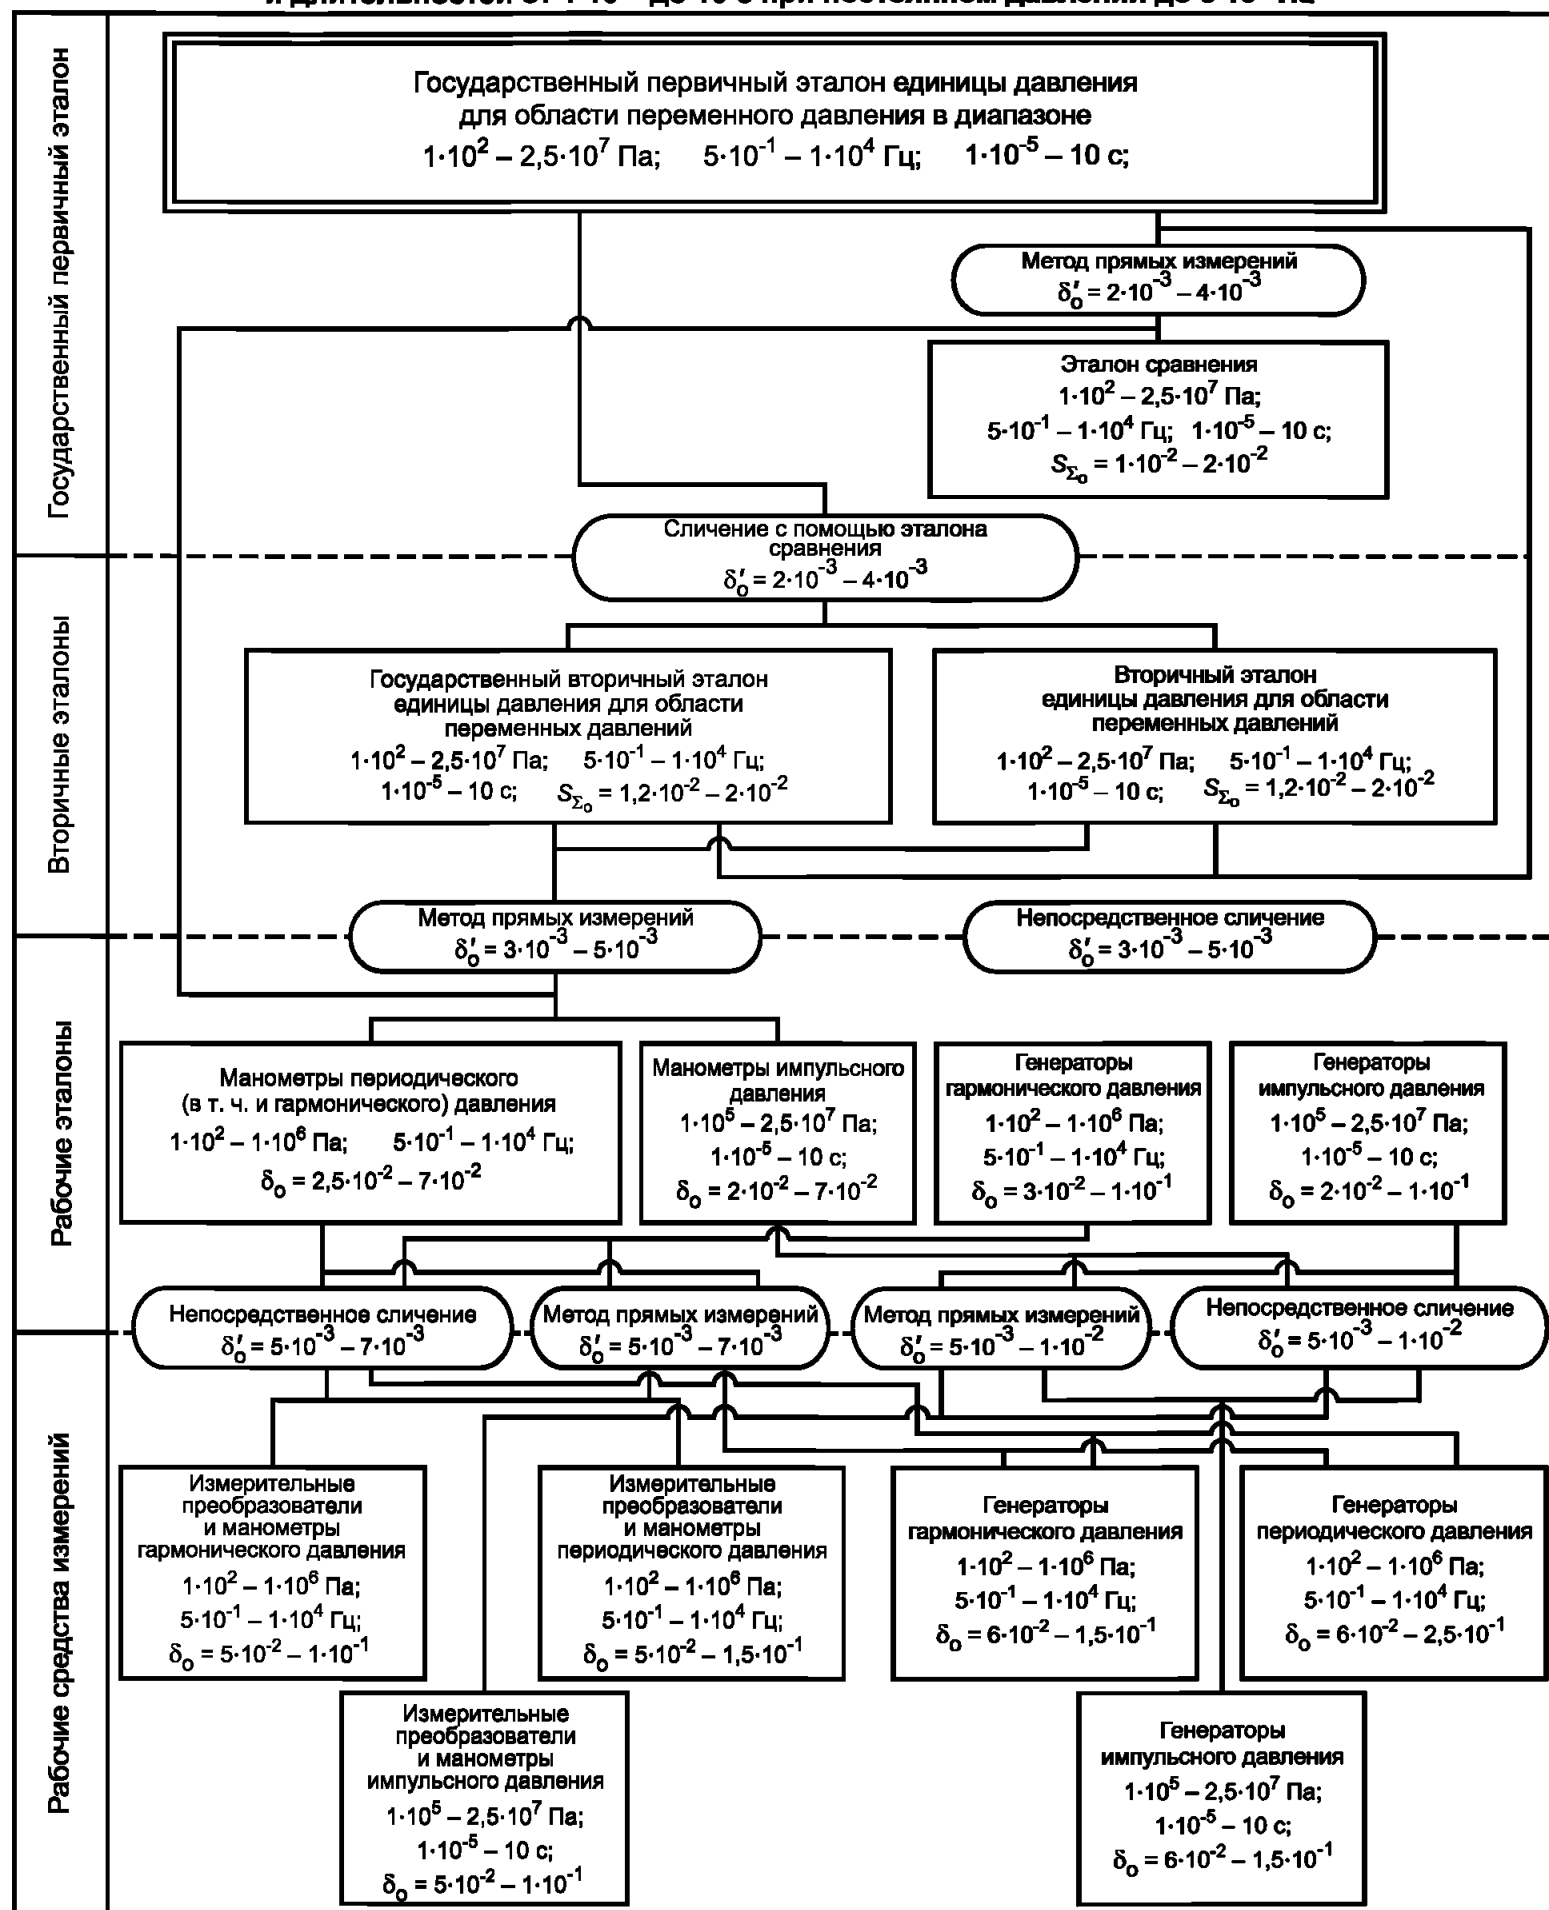 Государственный первичный эталон
Государственный первичный эталон единицы давления
для области переменного давления в диапазоне
1·10² – 2,5·10⁷ Па; 5·10⁻¹ – 1·10⁴ Гц; 1·10⁻⁵ – 10 с;
Метод прямых измерений
δ′₀ = 2·10⁻³ – 4·10⁻³
Эталон сравнения
1·10² – 2,5·10⁷ Па;
5·10⁻¹ – 1·10⁴ Гц; 1·10⁻⁵ – 10 с;
S_Σ₀ = 1·10⁻² – 2·10⁻²
Сличение с помощью эталона
сравнения
δ′₀ = 2·10⁻³ – 4·10⁻³
Вторичные эталоны
Государственный вторичный эталон
единицы давления для области
переменных давлений
1·10² – 2,5·10⁷ Па; 5·10⁻¹ – 1·10⁴ Гц;
1·10⁻⁵ – 10 с; S_Σ₀ = 1,2·10⁻² – 2·10⁻²
Вторичный эталон
единицы давления для области
переменных давлений
1·10² – 2,5·10⁷ Па; 5·10⁻¹ – 1·10⁴ Гц;
1·10⁻⁵ – 10 с; S_Σ₀ = 1,2·10⁻² – 2·10⁻²
Метод прямых измерений
δ′₀ = 3·10⁻³ – 5·10⁻³
Непосредственное сличение
δ′₀ = 3·10⁻³ – 5·10⁻³
Рабочие эталоны
Манометры периодического
(в т. ч. и гармонического) давления
1·10² – 1·10⁶ Па; 5·10⁻¹ – 1·10⁴ Гц;
δ₀ = 2,5·10⁻² – 7·10⁻²
Манометры импульсного
давления
1·10⁵ – 2,5·10⁷ Па;
1·10⁻⁵ – 10 с;
δ₀ = 2·10⁻² – 7·10⁻²
Генераторы
гармонического давления
1·10² – 1·10⁶ Па;
5·10⁻¹ – 1·10⁴ Гц;
δ₀ = 3·10⁻² – 1·10⁻¹
Генераторы
импульсного давления
1·10⁵ – 2,5·10⁷ Па;
1·10⁻⁵ – 10 с;
δ₀ = 2·10⁻² – 1·10⁻¹
Непосредственное сличение
δ′₀ = 5·10⁻³ – 7·10⁻³
Метод прямых измерений
δ′₀ = 5·10⁻³ – 7·10⁻³
Метод прямых измерений
δ′₀ = 5·10⁻³ – 1·10⁻²
Непосредственное сличение
δ′₀ = 5·10⁻³ – 1·10⁻²
Рабочие средства измерений
Измерительные
преобразователи
и манометры
гармонического давления
1·10² – 1·10⁶ Па;
5·10⁻¹ – 1·10⁴ Гц;
δ₀ = 5·10⁻² – 1·10⁻¹
Измерительные
преобразователи
и манометры
периодического давления
1·10² – 1·10⁶ Па;
5·10⁻¹ – 1·10⁴ Гц;
δ₀ = 5·10⁻² – 1,5·10⁻¹
Генераторы
гармонического давления
1·10² – 1·10⁶ Па;
5·10⁻¹ – 1·10⁴ Гц;
δ₀ = 6·10⁻² – 1,5·10⁻¹
Генераторы
периодического давления
1·10² – 1·10⁶ Па;
5·10⁻¹ – 1·10⁴ Гц;
δ₀ = 6·10⁻² – 2,5·10⁻¹
Измерительные
преобразователи
и манометры
импульсного давления
1·10⁵ – 2,5·10⁷ Па;
1·10⁻⁵ – 10 с;
δ₀ = 5·10⁻² – 1·10⁻¹
Генераторы
импульсного давления
1·10⁵ – 2,5·10⁷ Па;
1·10⁻⁵ – 10 с;
δ₀ = 6·10⁻² – 1,5·10⁻¹